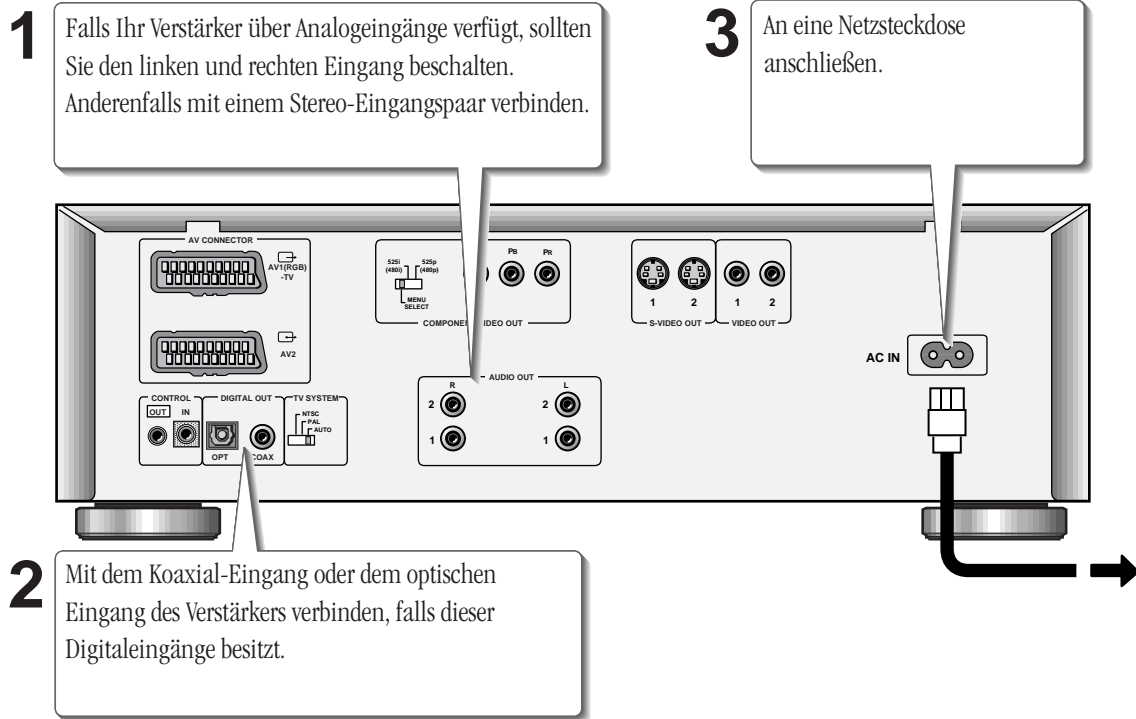 1
Falls Ihr Verstärker über Analogeingänge verfügt, sollten
Sie den linken und rechten Eingang beschalten.
Anderenfalls mit einem Stereo-Eingangspaar verbinden.
3
An eine Netzsteckdose
anschließen.
AV CONNECTOR
AV1(RGB)
-TV
AV2
525i
(480i)
525p
(480p)
MENU
SELECT
PB
PR
VIDEO OUT
1
2
S-VIDEO OUT
1
2
VIDEO OUT
AC IN
AUDIO OUT
R
L
2
2
1
1
CONTROL
OUT
IN
DIGITAL OUT
OPT
COAX
TV SYSTEM
NTSC
PAL
AUTO
2
Mit dem Koaxial-Eingang oder dem optischen
Eingang des Verstärkers verbinden, falls dieser
Digitaleingänge besitzt.